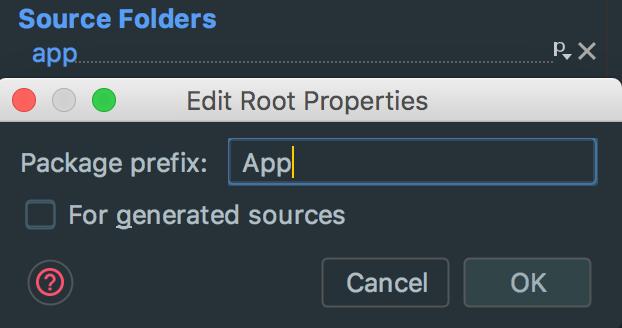 Source Folders
app
Edit Root Properties
Package prefix: App
For generated sources
Cancel OK